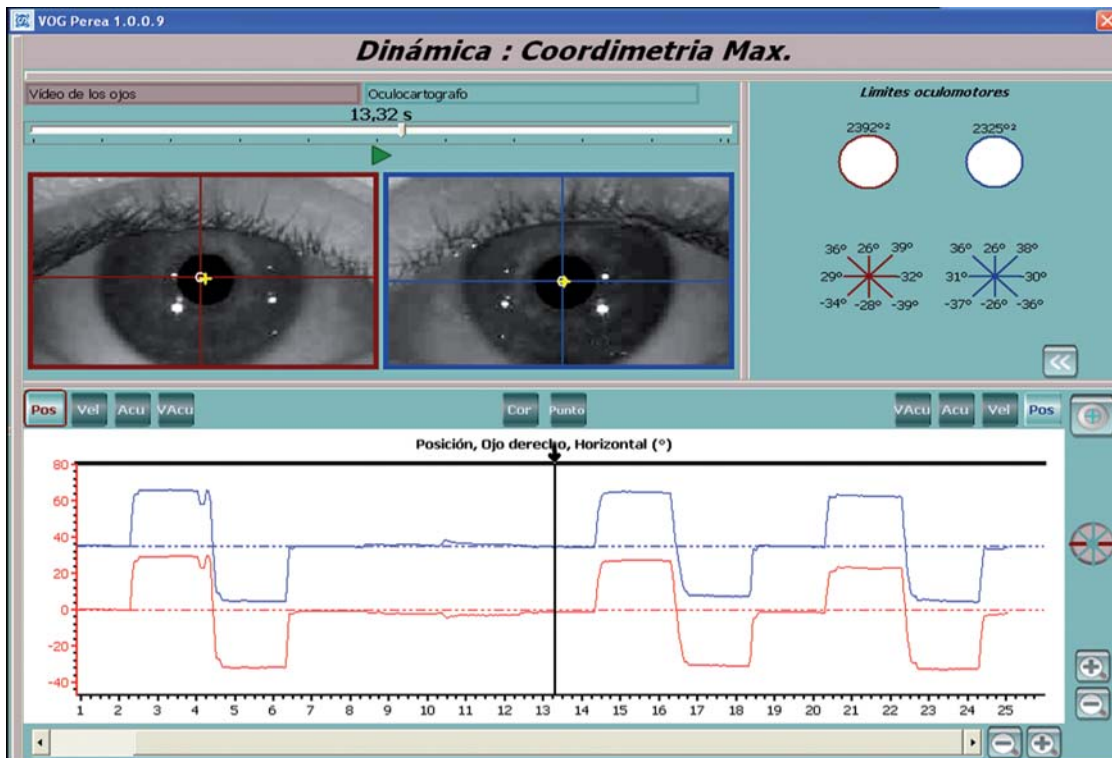 VOG Perea 1.0.0.9
Dinámica : Coordimetria Max.
Vídeo de los ojos
Oculocartografo
13,32 s
Limites oculomotores
2392º² 2325º²
36º 26º 39º 36º 26º 38º
29º 32º 31º 30º
-34º -28º -39º -37º -26º -36º
Pos Vel Acu VAcu Cor Punto VAcu Acu Vel Pos
Posición, Ojo derecho, Horizontal (°)
80
60
40
20
0
-20
-40
1 2 3 4 5 6 7 8 9 10 11 12 13 14 15 16 17 18 19 20 21 22 23 24 25